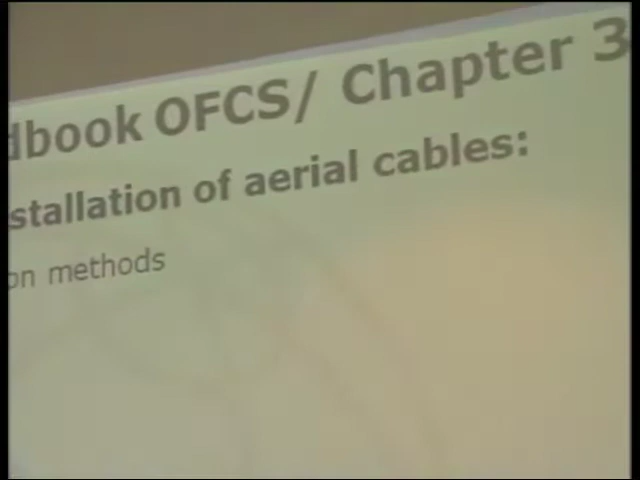 dbook OFCS/ Chapter 3
stallation of aerial cables:
on methods